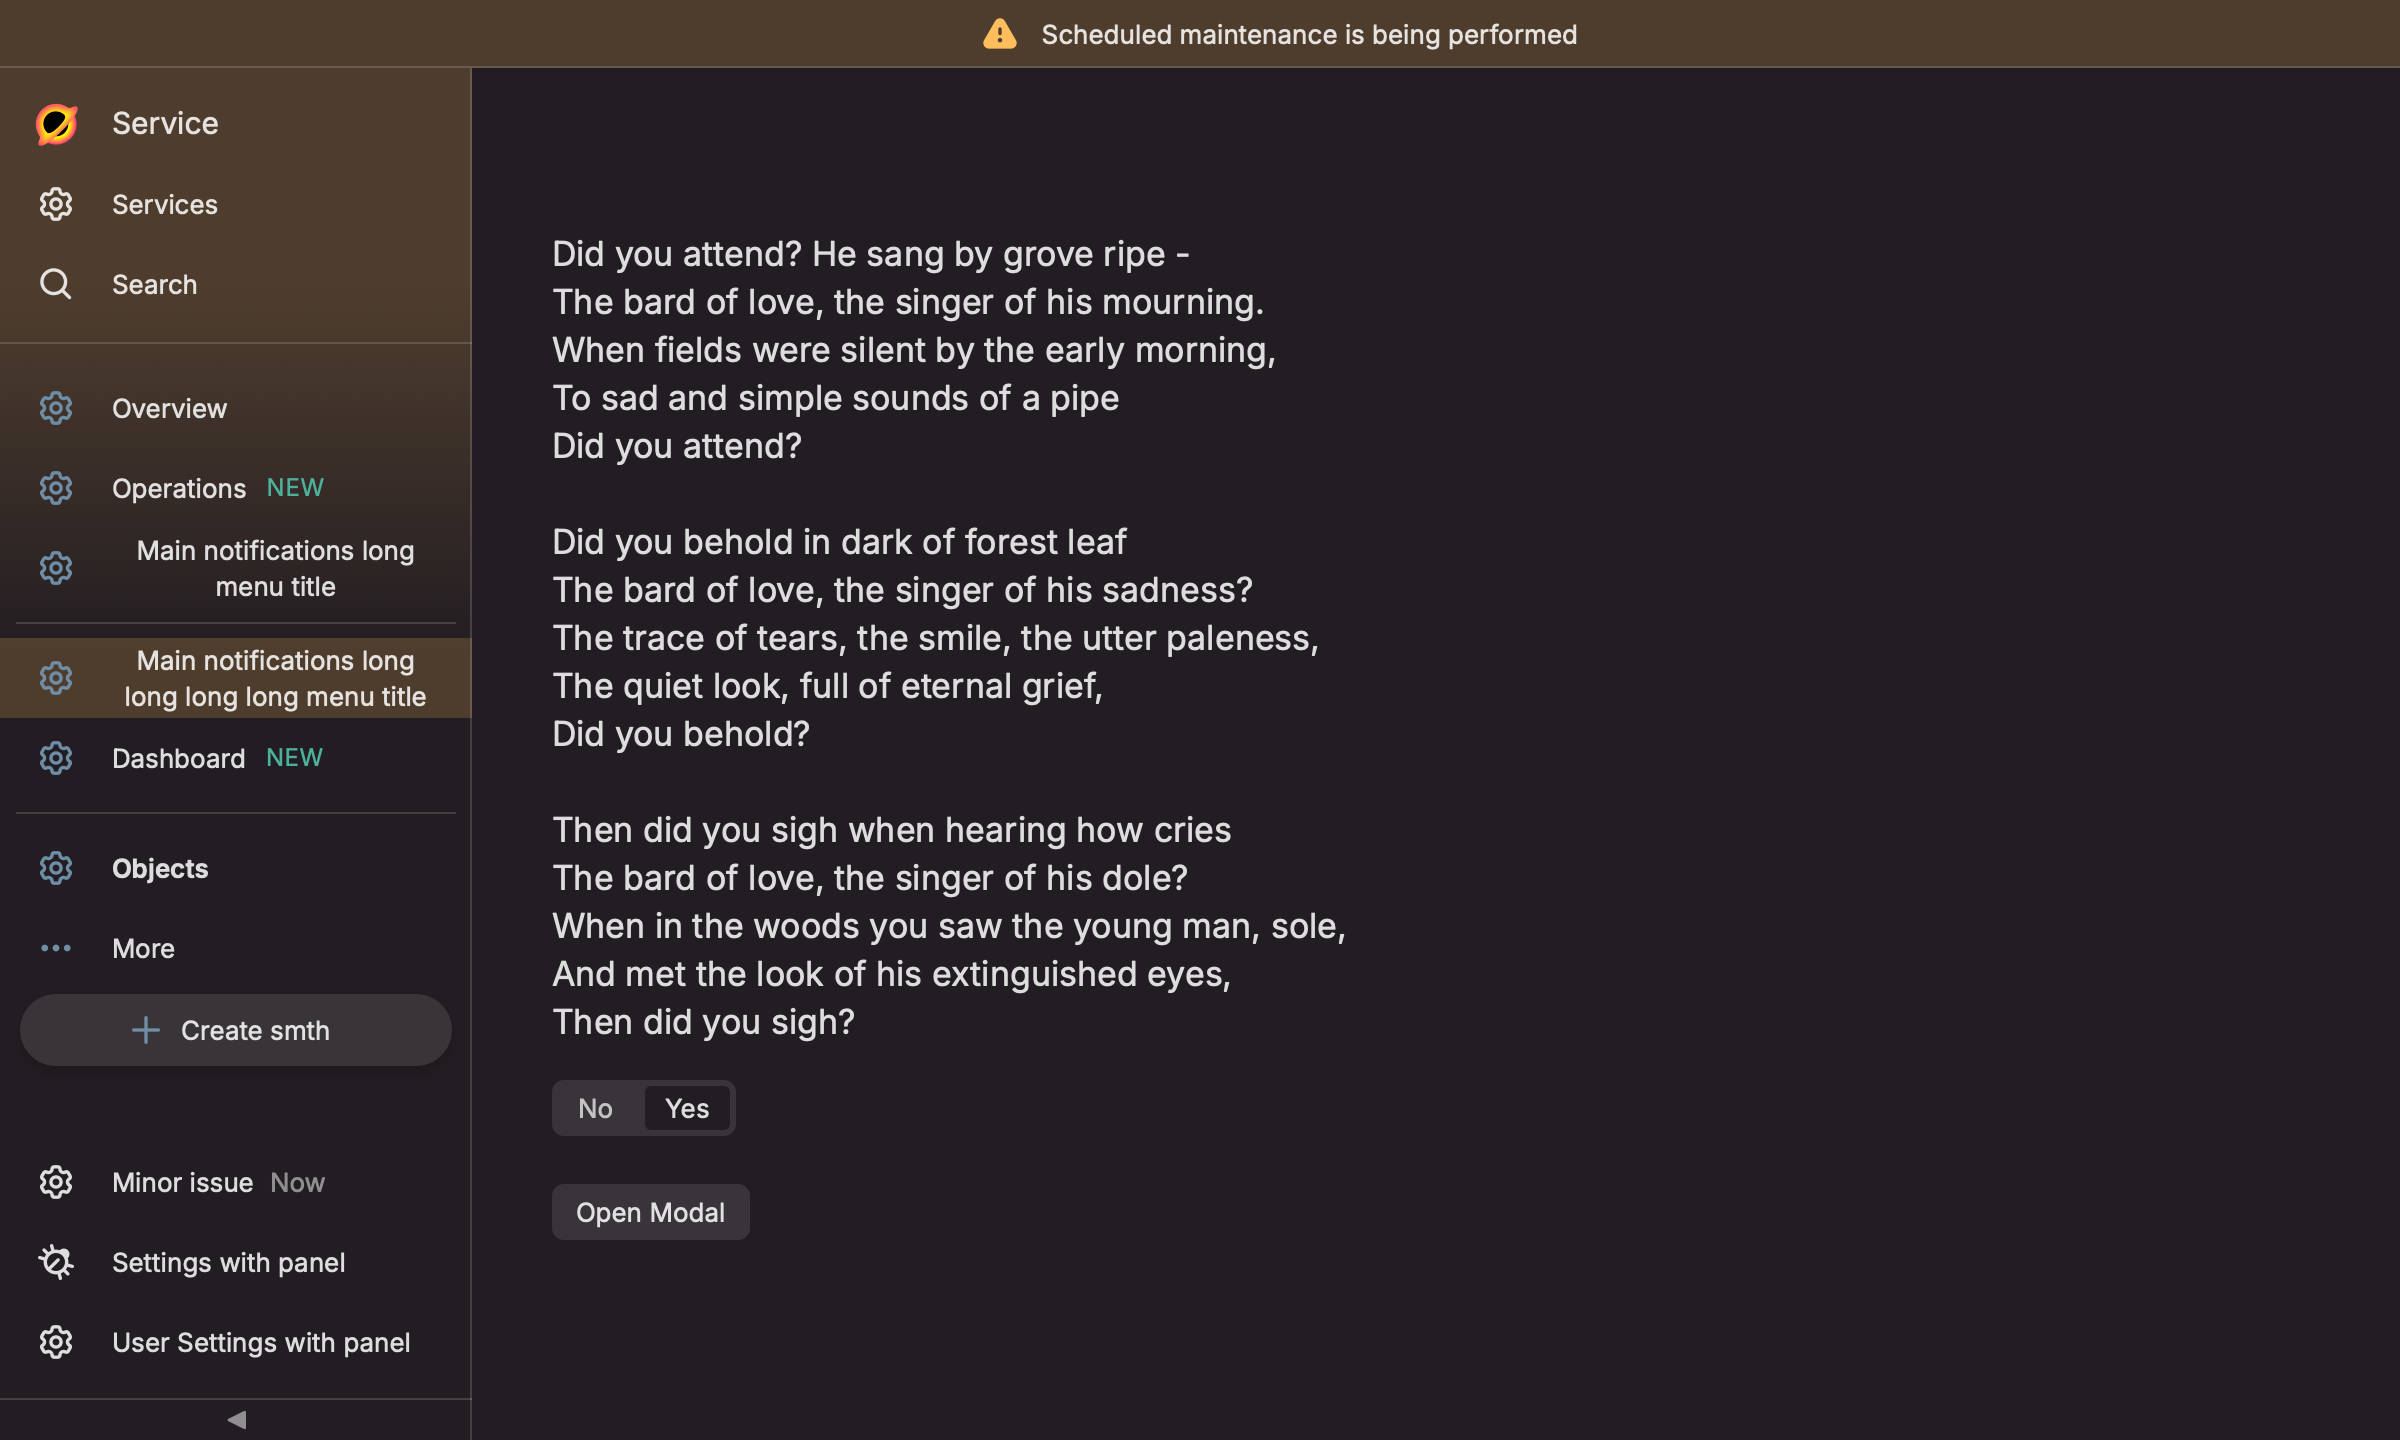 Scheduled maintenance is being performed
Service
Services
Search
Overview
Operations NEW
Main notifications long
menu title
Main notifications long
long long long menu title
Dashboard NEW
Objects
More
Create smth
Minor issue Now
Settings with panel
User Settings with panel
Did you attend? He sang by grove ripe -
The bard of love, the singer of his mourning.
When fields were silent by the early morning,
To sad and simple sounds of a pipe
Did you attend?
Did you behold in dark of forest leaf
The bard of love, the singer of his sadness?
The trace of tears, the smile, the utter paleness,
The quiet look, full of eternal grief,
Did you behold?
Then did you sigh when hearing how cries
The bard of love, the singer of his dole?
When in the woods you saw the young man, sole,
And met the look of his extinguished eyes,
Then did you sigh?
No Yes
Open Modal